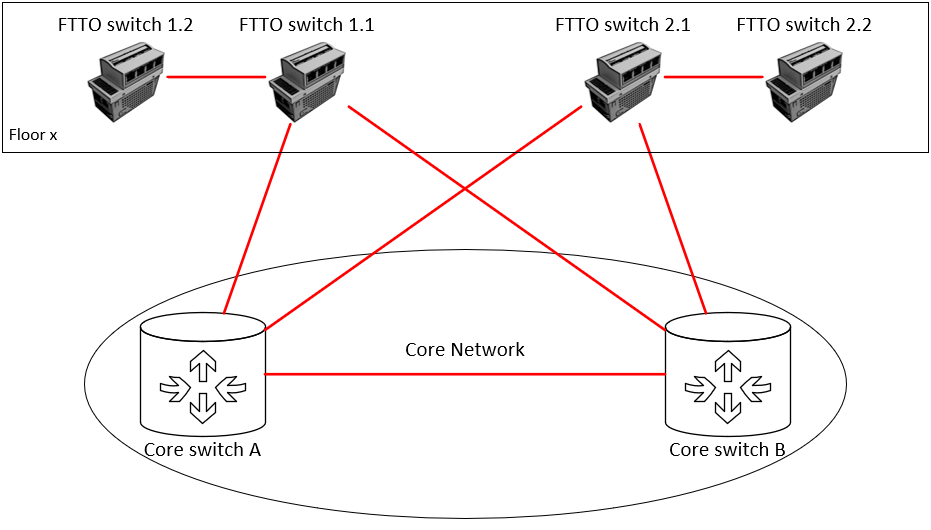 FTTO switch 1.2
FTTO switch 1.1
FTTO switch 2.1
FTTO switch 2.2
Floor x
Core Network
Core switch A
Core switch B